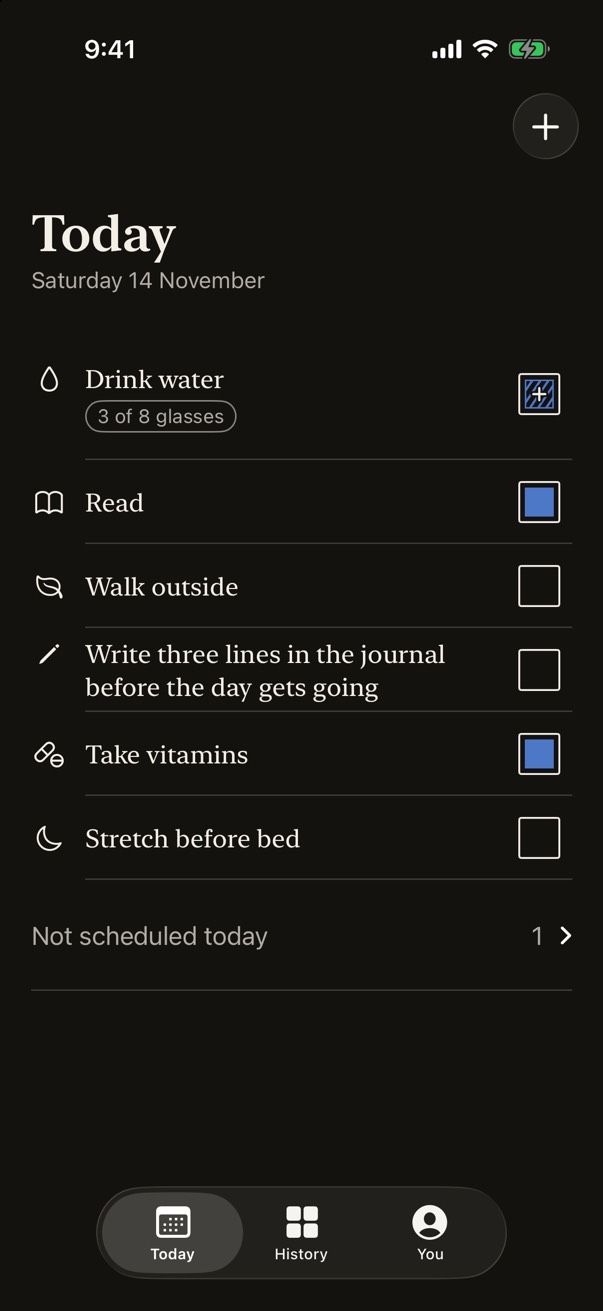 9:41
Today
Saturday 14 November
Drink water
3 of 8 glasses
Read
Walk outside
Write three lines in the journal
before the day gets going
Take vitamins
Stretch before bed
Not scheduled today 1
Today History You